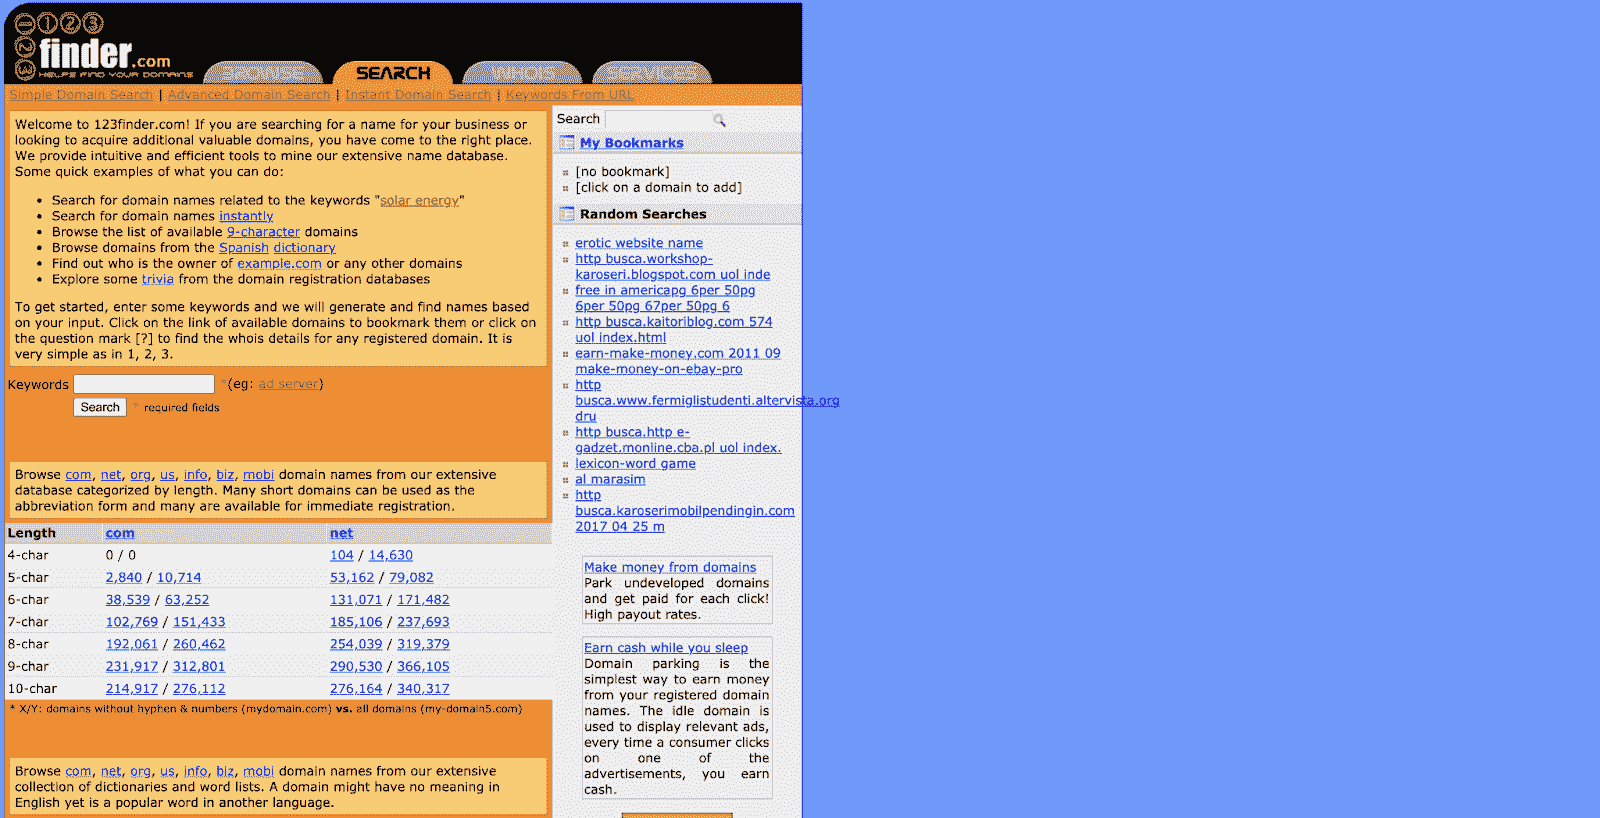 123
finder.com
HELPS FIND YOUR DOMAINS
BROWSE SEARCH WHOIS SERVICES
Simple Domain Search | Advanced Domain Search | Instant Domain Search | Keywords From URL
Welcome to 123finder.com! If you are searching for a name for your business or
looking to acquire additional valuable domains, you have come to the right place.
We provide intuitive and efficient tools to mine our extensive name database.
Some quick examples of what you can do:
• Search for domain names related to the keywords "solar energy"
• Search for domain names instantly
• Browse the list of available 9-character domains
• Browse domains from the Spanish dictionary
• Find out who is the owner of example.com or any other domains
• Explore some trivia from the domain registration databases
To get started, enter some keywords and we will generate and find names based
on your input. Click on the link of available domains to bookmark them or click on
the question mark [?] to find the whois details for any registered domain. It is
very simple as in 1, 2, 3.
Keywords *(eg: ad server)
Search * required fields
Browse com, net, org, us, info, biz, mobi domain names from our extensive
database categorized by length. Many short domains can be used as the
abbreviation form and many are available for immediate registration.
Length com net
4-char 0 / 0 104 / 14,630
5-char 2,840 / 10,714 53,162 / 79,082
6-char 38,539 / 63,252 131,071 / 171,482
7-char 102,769 / 151,433 185,106 / 237,693
8-char 192,061 / 260,462 254,039 / 319,379
9-char 231,917 / 312,801 290,530 / 366,105
10-char 214,917 / 276,112 276,164 / 340,317
* X/Y: domains without hyphen & numbers (mydomain.com) vs. all domains (my-domain5.com)
Browse com, net, org, us, info, biz, mobi domain names from our extensive
collection of dictionaries and word lists. A domain might have no meaning in
English yet is a popular word in another language.
Search
My Bookmarks
[no bookmark]
[click on a domain to add]
Random Searches
erotic website name
http busca.workshop-
karoseri.blogspot.com uol inde
free in americapg 6per 50pg
6per 50pg 67per 50pg 6
http busca.kaitoriblog.com 574
uol index.html
earn-make-money.com 2011 09
make-money-on-ebay-pro
http
busca.www.fermiglistudenti.altervista.org
dru
http busca.http e-
gadzet.monline.cba.pl uol index.
lexicon-word game
al marasim
http
busca.karoserimobilpendingin.com
2017 04 25 m
Make money from domains
Park undeveloped domains
and get paid for each click!
High payout rates.
Earn cash while you sleep
Domain parking is the
simplest way to earn money
from your registered domain
names. The idle domain is
used to display relevant ads,
every time a consumer clicks
on one of the
advertisements, you earn
cash.